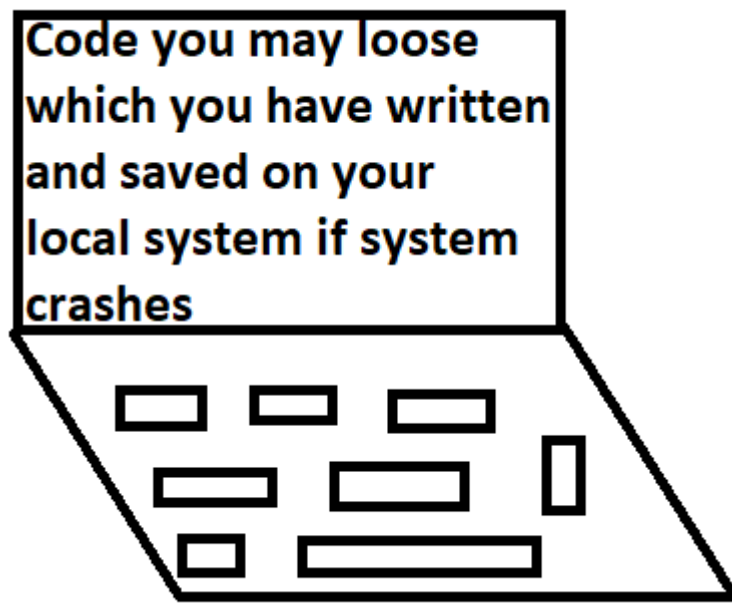 Code you may loose
which you have written
and saved on your
local system if system
crashes